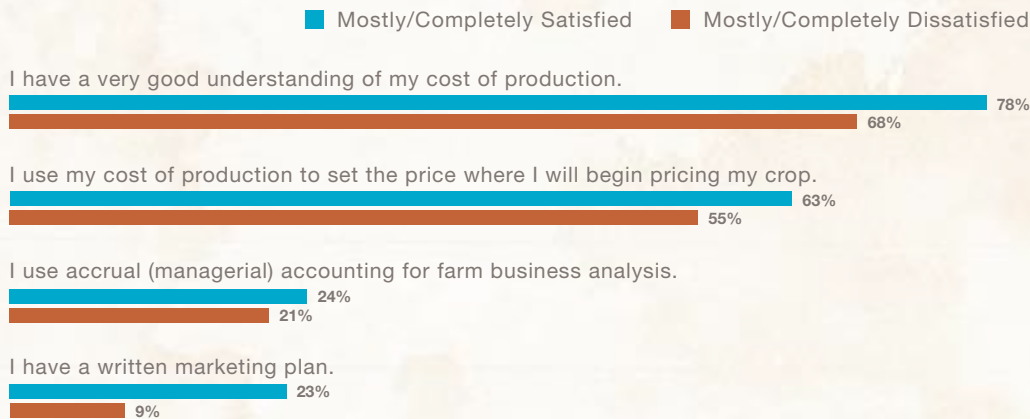 Mostly/Completely Satisfied Mostly/Completely Dissatisfied
I have a very good understanding of my cost of production.
78%
68%
I use my cost of production to set the price where I will begin pricing my crop.
63%
55%
I use accrual (managerial) accounting for farm business analysis.
24%
21%
I have a written marketing plan.
23%
9%